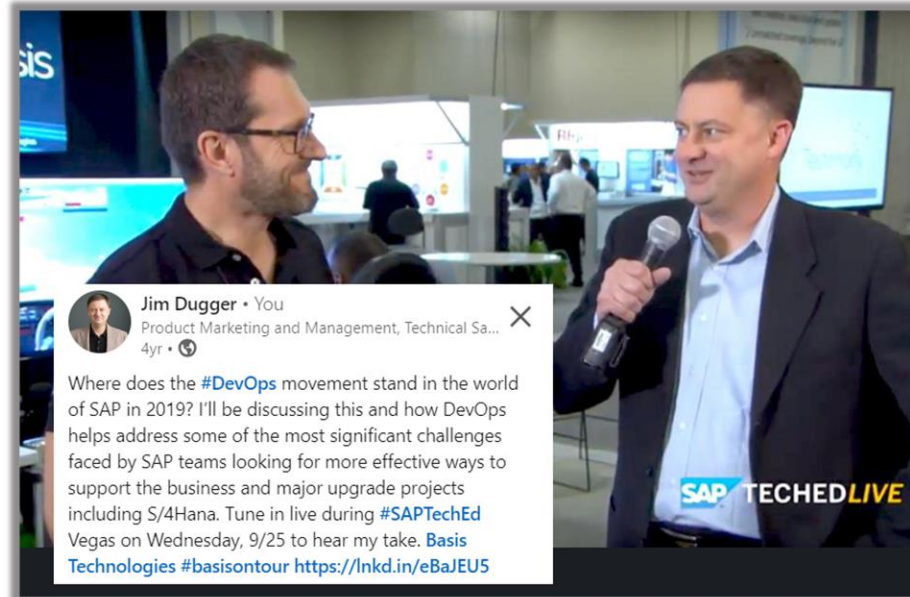 sis
Jim Dugger • You
Product Marketing and Management, Technical Sa...
4yr •
Where does the #DevOps movement stand in the world
of SAP in 2019? I'll be discussing this and how DevOps
helps address some of the most significant challenges
faced by SAP teams looking for more effective ways to
support the business and major upgrade projects
including S/4Hana. Tune in live during #SAPTechEd
Vegas on Wednesday, 9/25 to hear my take. Basis
Technologies #basisontour https://lnkd.in/eBaJEU5
SAP TECHEDLIVE